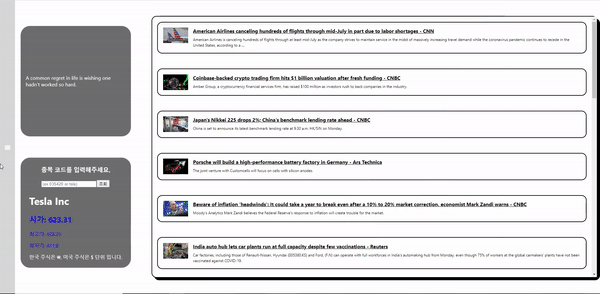 A common regret in life is wishing one
hadn't worked so hard.
종목 코드를 입력해주세요.
조회
Tesla Inc
시가: 623.31
한국 주식은 ₩, 미국 주식은 $ 단위 입니다.
American Airlines canceling hundreds of flights through mid-July in part due to labor shortages - CNN
American Airlines is canceling hundreds of flights through at least mid-July as the company strives to maintain service in the midst of massively increasing travel demand while the coronavirus pandemic continues to recede in the
United States, according to a ...
Coinbase-backed crypto trading firm hits $1 billion valuation after fresh funding - CNBC
Amber Group, a cryptocurrency financial services firm, has raised $100 million as investors rush to back companies in the industry.
Japan's Nikkei 225 drops 2%; China's benchmark lending rate ahead - CNBC
China is set to announce its latest benchmark lending rate at 9:30 a.m. HK/SIN on Monday.
Porsche will build a high-performance battery factory in Germany - Ars Technica
The joint venture with Customcells will focus on cells with silicon anodes.
Beware of inflation 'headwinds': It could take a year to break even after a 10% to 20% market correction, economist Mark Zandi warns - CNBC
Moody's Analytics Mark Zandi believes the Federal Reserve's response to inflation will create trouble for the market.
India auto hub lets car plants run at full capacity despite few vaccinations - Reuters
Car factories, including those of Renault-Nissan, Hyundai (005380.KS) and Ford, (F.N) can operate with full workforces in India's automaking hub from Monday, even though 75% of workers at the global carmakers' plants have not been
vaccinated against COVID-19